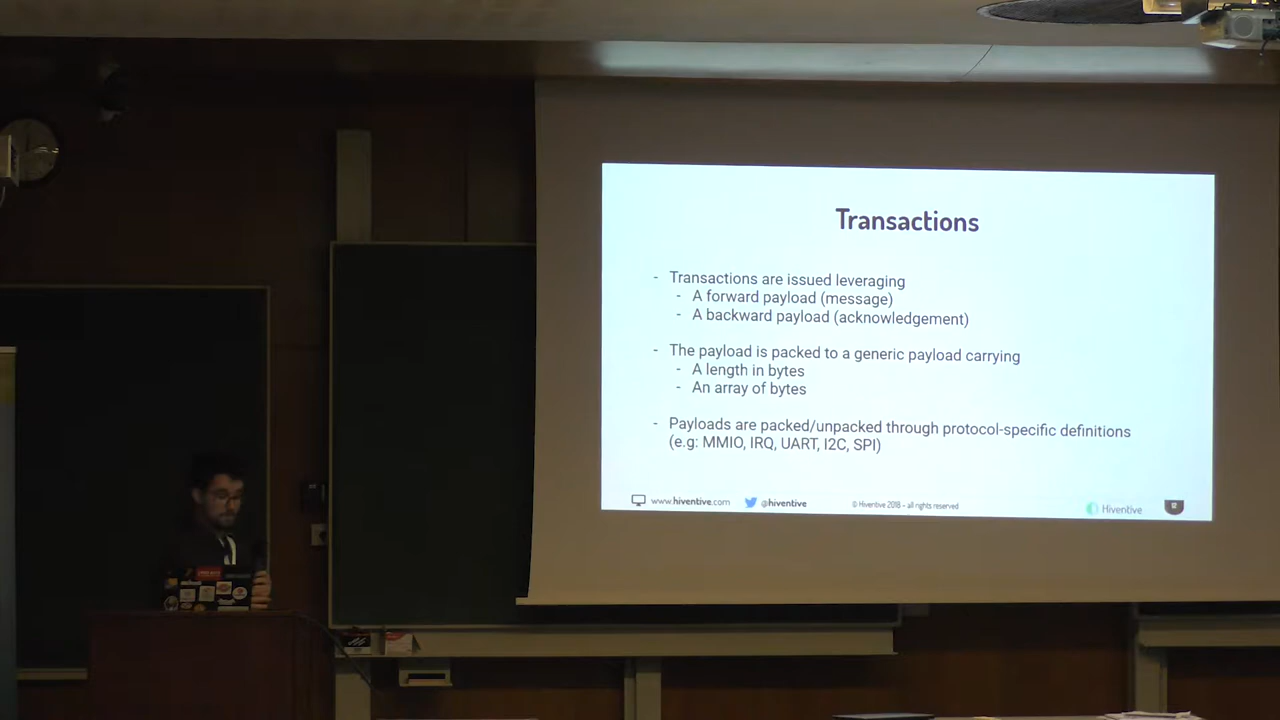 Transactions
- Transactions are issued leveraging
- A forward payload (message)
- A backward payload (acknowledgement)
- The payload is packed to a generic payload carrying
- A length in bytes
- An array of bytes
- Payloads are packed/unpacked through protocol-specific definitions
(e.g: MMIO, IRQ, UART, I2C, SPI)
www.hiventive.com @hiventive © Hiventive 2018 – all rights reserved Hiventive